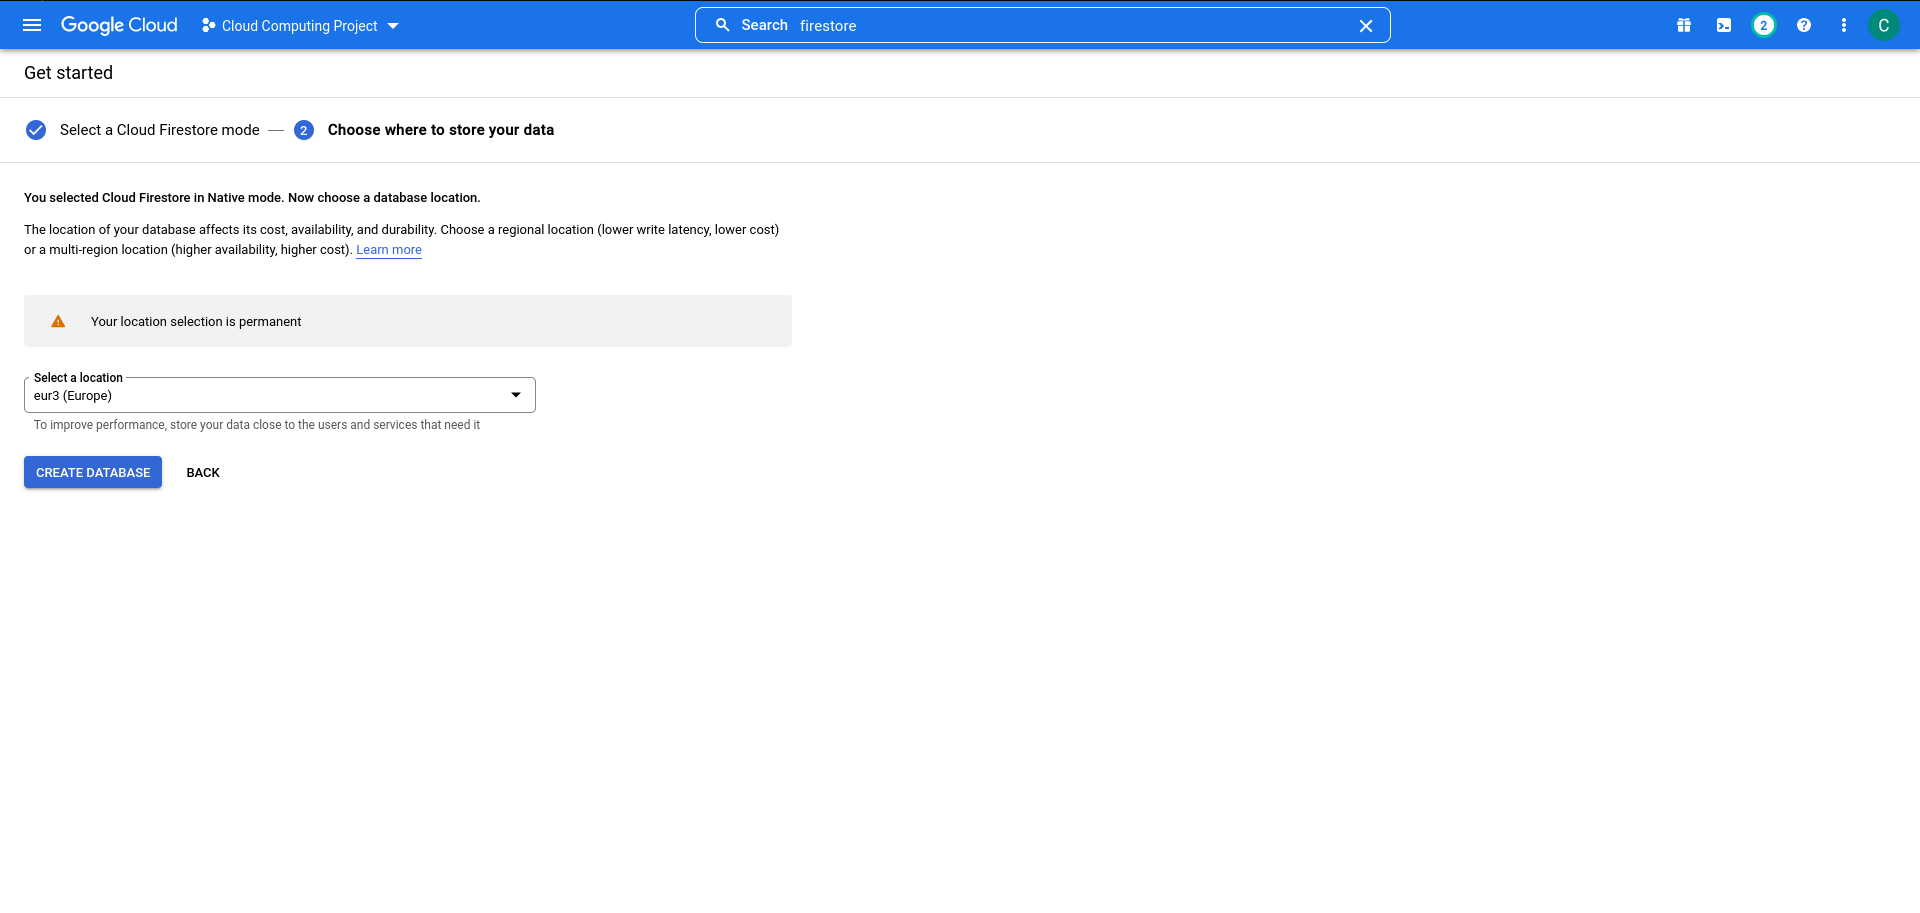 Google Cloud
Cloud Computing Project
Search firestore
2
C
Get started
Select a Cloud Firestore mode
2 Choose where to store your data
You selected Cloud Firestore in Native mode. Now choose a database location.
The location of your database affects its cost, availability, and durability. Choose a regional location (lower write latency, lower cost)
or a multi-region location (higher availability, higher cost). Learn more
Your location selection is permanent
Select a location
eur3 (Europe)
To improve performance, store your data close to the users and services that need it
CREATE DATABASE BACK